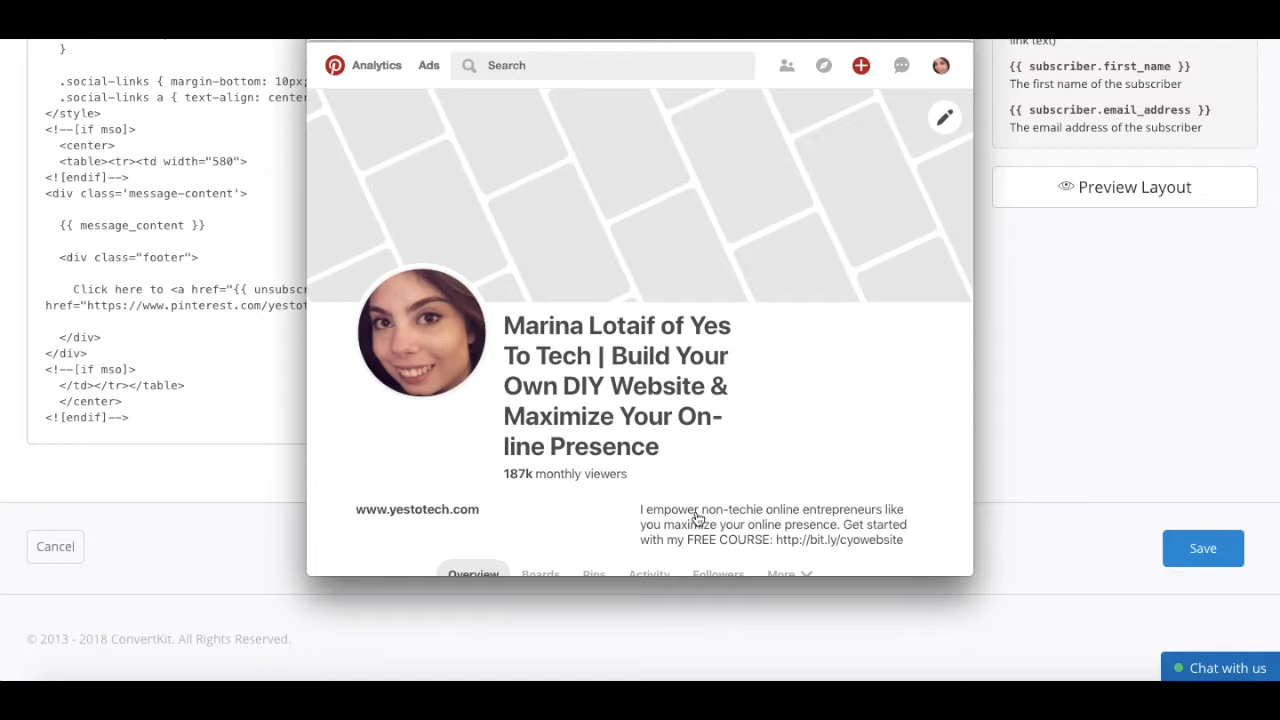 }
.social-links { margin-bottom: 10px;
.social-links a { text-align: center
</style>
<!--[if mso]>
<center>
<table><tr><td width="580">
<![endif]-->
<div class='message-content'>
{{ message_content }}
<div class="footer">
Click here to <a href="{{ unsubscr
href="https://www.pinterest.com/yestot
</div>
</div>
<!--[if mso]>
</td></tr></table>
</center>
<![endif]-->
Cancel
© 2013 - 2018 ConvertKit. All Rights Reserved.
Analytics
Ads
Search
Marina Lotaif of Yes
To Tech | Build Your
Own DIY Website &
Maximize Your On-
line Presence
187k monthly viewers
www.yestotech.com
I empower non-techie online entrepreneurs like
you maximize your online presence. Get started
with my FREE COURSE: http://bit.ly/cyowebsite
Overview
Boards
Pins
Activity
Followers
More
link text)
{{ subscriber.first_name }}
The first name of the subscriber
{{ subscriber.email_address }}
The email address of the subscriber
Preview Layout
Save
Chat with us